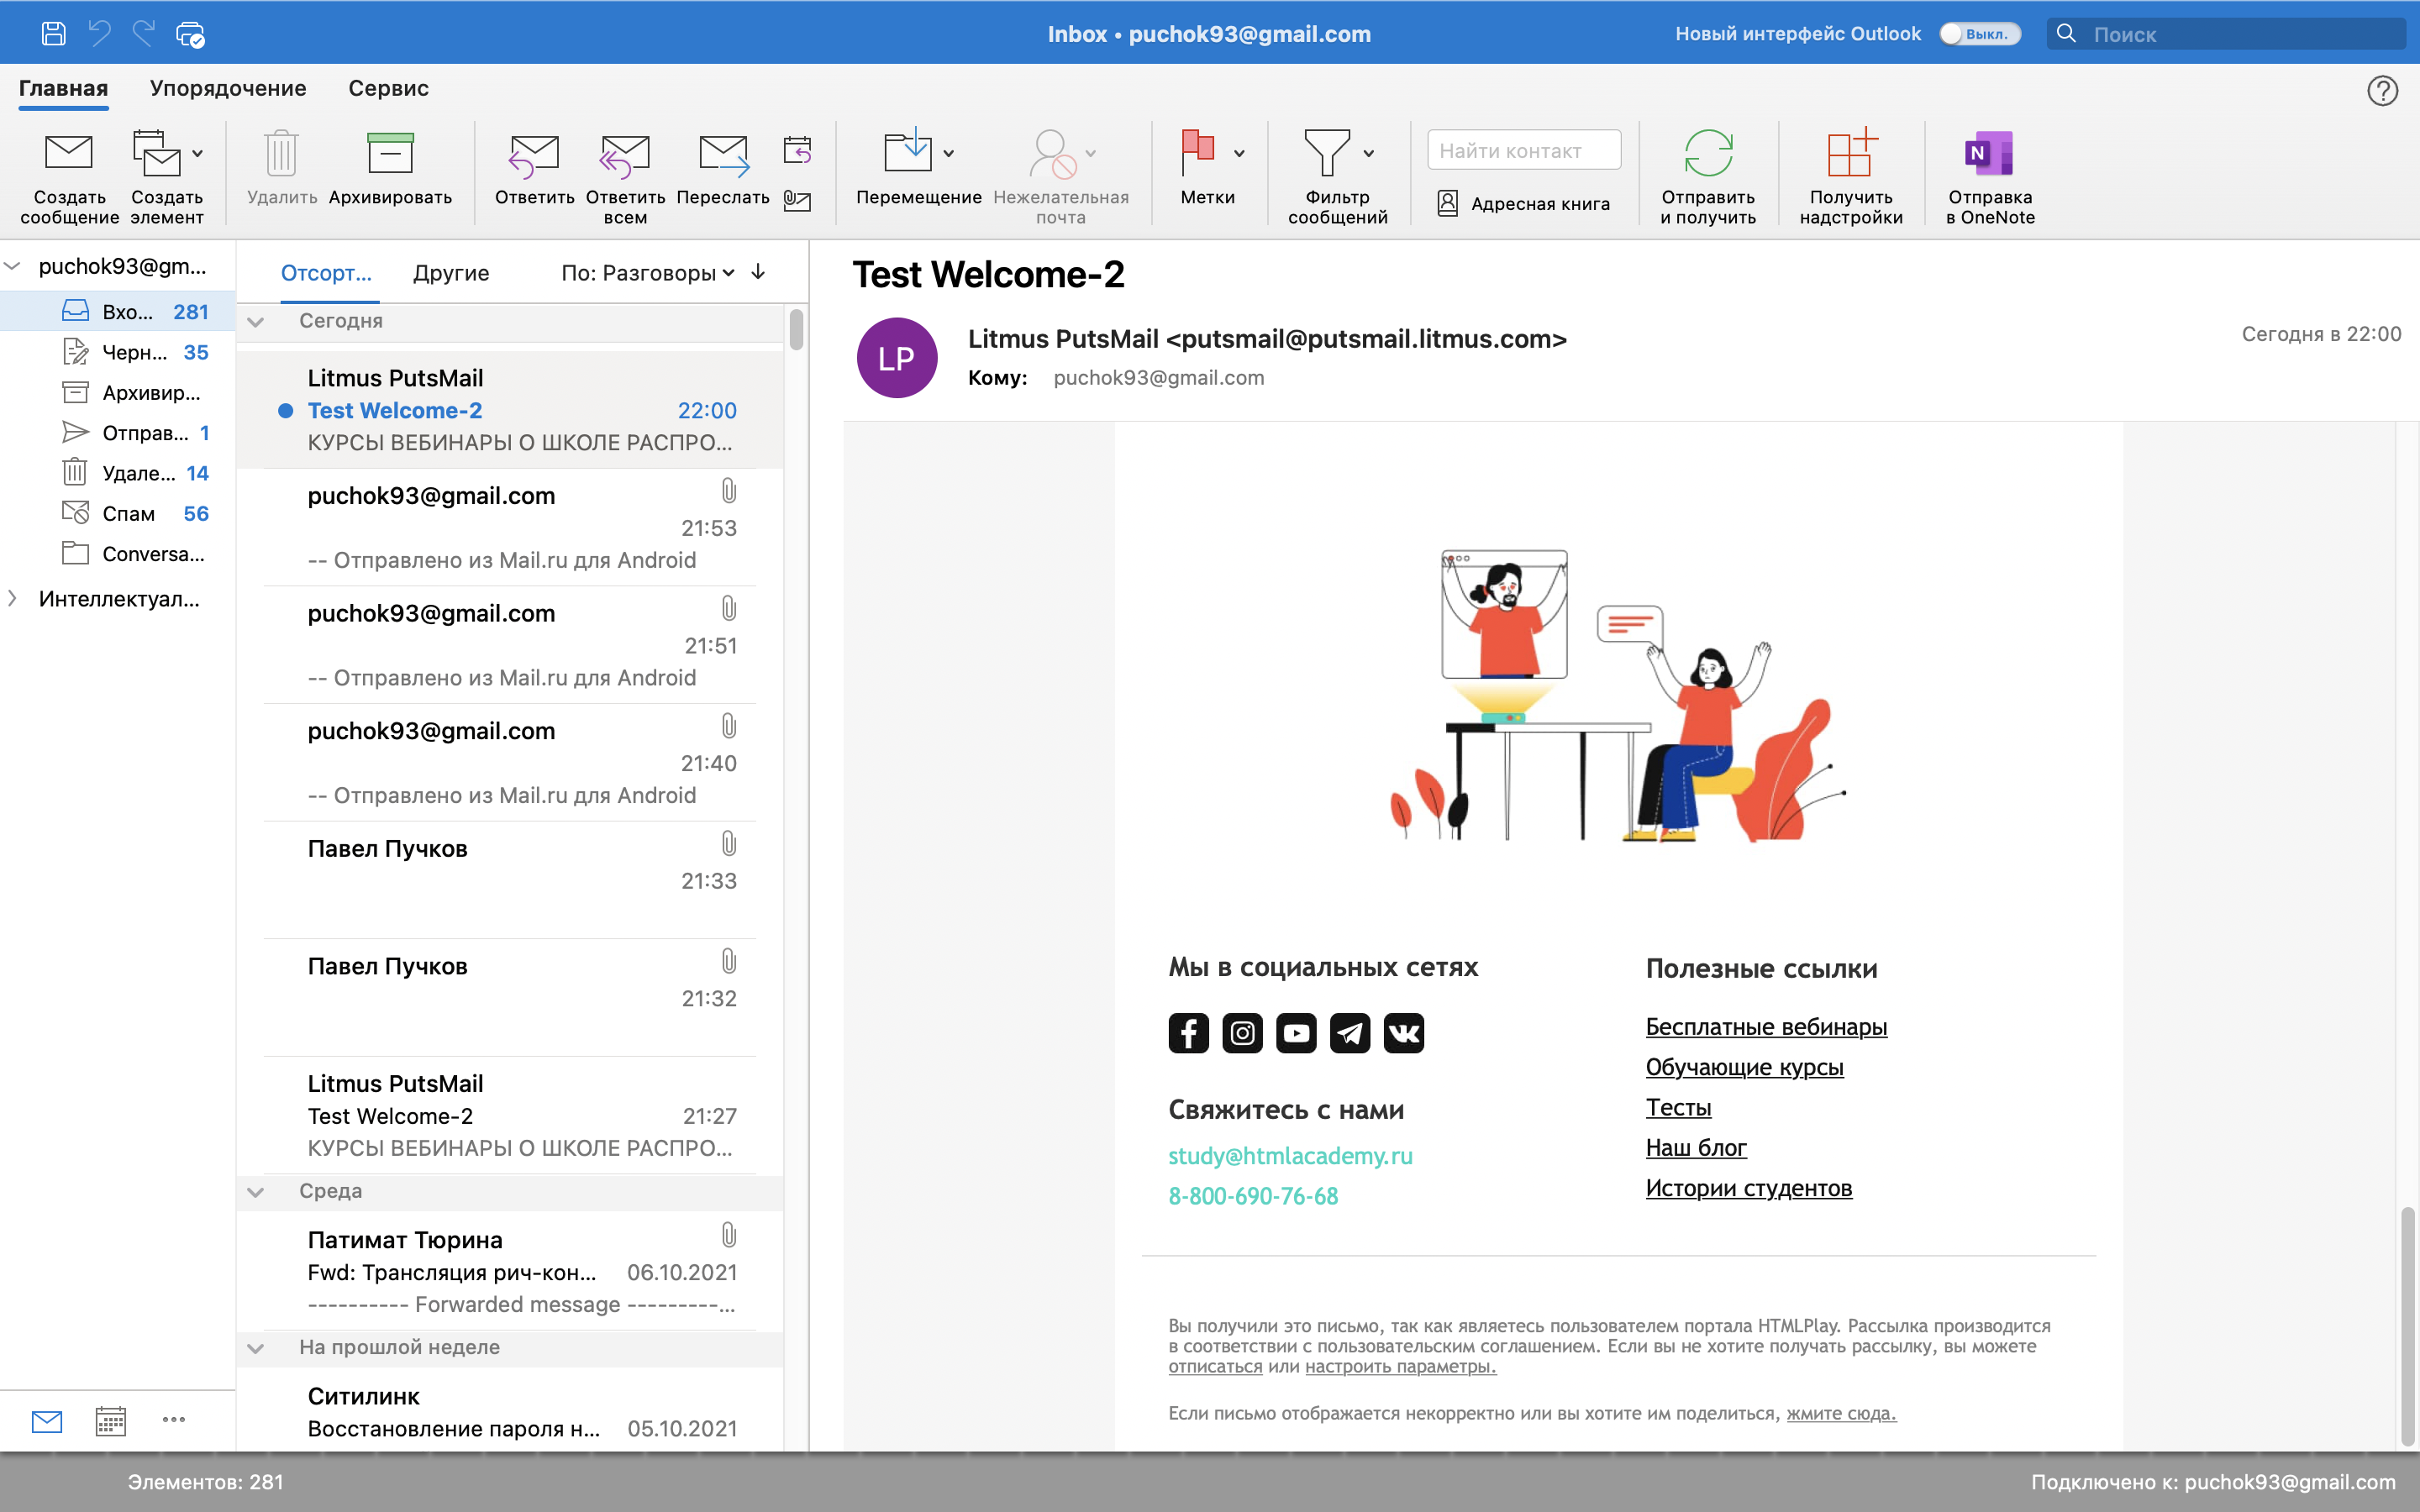 Inbox • puchok93@gmail.com
Новый интерфейс Outlook
Выкл.
Поиск
Главная
Упорядочение
Сервис
Создать сообщение
Создать элемент
Удалить
Архивировать
Ответить
Ответить всем
Переслать
Перемещение
Нежелательная почта
Метки
Фильтр сообщений
Найти контакт
Адресная книга
Отправить и получить
Получить надстройки
N
Отправка в OneNote
puchok93@gm...
Вхо... 281
Черн... 35
Архивир...
Отправ... 1
Удале... 14
Спам 56
Conversa...
Интеллектуал...
Отсорт...
Другие
По: Разговоры
Сегодня
Litmus PutsMail
Test Welcome-2 22:00
КУРСЫ ВЕБИНАРЫ О ШКОЛЕ РАСПРО...
puchok93@gmail.com
21:53
-- Отправлено из Mail.ru для Android
puchok93@gmail.com
21:51
-- Отправлено из Mail.ru для Android
puchok93@gmail.com
21:40
-- Отправлено из Mail.ru для Android
Павел Пучков
21:33
Павел Пучков
21:32
Litmus PutsMail
Test Welcome-2 21:27
КУРСЫ ВЕБИНАРЫ О ШКОЛЕ РАСПРО...
Среда
Патимат Тюрина
Fwd: Трансляция рич-кон... 06.10.2021
---------- Forwarded message ---------...
На прошлой неделе
Ситилинк
Восстановление пароля н... 05.10.2021
Test Welcome-2
LP
Litmus PutsMail <putsmail@putsmail.litmus.com>
Сегодня в 22:00
Кому: puchok93@gmail.com
Мы в социальных сетях
Свяжитесь с нами
study@htmlacademy.ru
8-800-690-76-68
Полезные ссылки
Бесплатные вебинары
Обучающие курсы
Тесты
Наш блог
Истории студентов
Вы получили это письмо, так как являетесь пользователем портала HTMLPlay. Рассылка производится
в соответствии с пользовательским соглашением. Если вы не хотите получать рассылку, вы можете
отписаться или настроить параметры.
Если письмо отображается некорректно или вы хотите им поделиться, жмите сюда.
Элементов: 281
Подключено к: puchok93@gmail.com